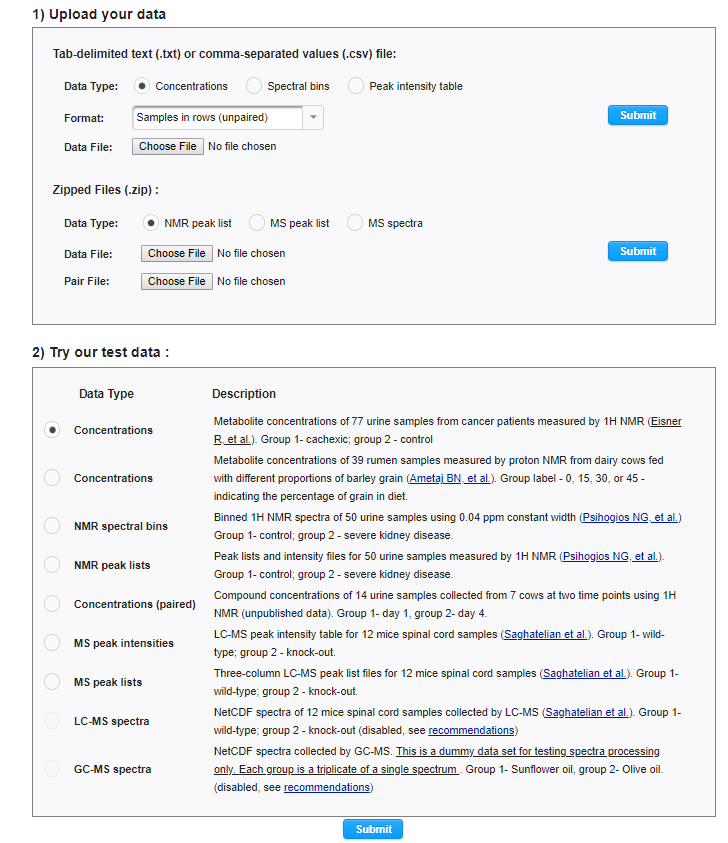 1) Upload your data
Tab-delimited text (.txt) or comma-separated values (.csv) file:
Data Type: Concentrations Spectral bins Peak intensity table
Format: Samples in rows (unpaired) Submit
Data File: Choose File No file chosen
Zipped Files (.zip) :
Data Type: NMR peak list MS peak list MS spectra
Data File: Choose File No file chosen Submit
Pair File: Choose File No file chosen
2) Try our test data :
Data Type Description
Concentrations Metabolite concentrations of 77 urine samples from cancer patients measured by 1H NMR (Eisner
R, et al.). Group 1- cachexic; group 2 - control
Concentrations Metabolite concentrations of 39 rumen samples measured by proton NMR from dairy cows fed
with different proportions of barley grain (Ametaj BN, et al.). Group label - 0, 15, 30, or 45 -
indicating the percentage of grain in diet.
NMR spectral bins Binned 1H NMR spectra of 50 urine samples using 0.04 ppm constant width (Psihogios NG, et al.)
Group 1- control; group 2 - severe kidney disease.
NMR peak lists Peak lists and intensity files for 50 urine samples measured by 1H NMR (Psihogios NG, et al.).
Group 1- control; group 2 - severe kidney disease.
Concentrations (paired) Compound concentrations of 14 urine samples collected from 7 cows at two time points using 1H
NMR (unpublished data). Group 1- day 1, group 2- day 4.
MS peak intensities LC-MS peak intensity table for 12 mice spinal cord samples (Saghatelian et al.). Group 1- wild-
type; group 2 - knock-out.
MS peak lists Three-column LC-MS peak list files for 12 mice spinal cord samples (Saghatelian et al.). Group 1-
wild-type; group 2 - knock-out.
LC-MS spectra NetCDF spectra of 12 mice spinal cord samples collected by LC-MS (Saghatelian et al.). Group 1-
wild-type; group 2 - knock-out (disabled, see recommendations)
GC-MS spectra NetCDF spectra collected by GC-MS. This is a dummy data set for testing spectra processing
only. Each group is a triplicate of a single spectrum . Group 1- Sunflower oil, group 2- Olive oil.
(disabled, see recommendations)
Submit